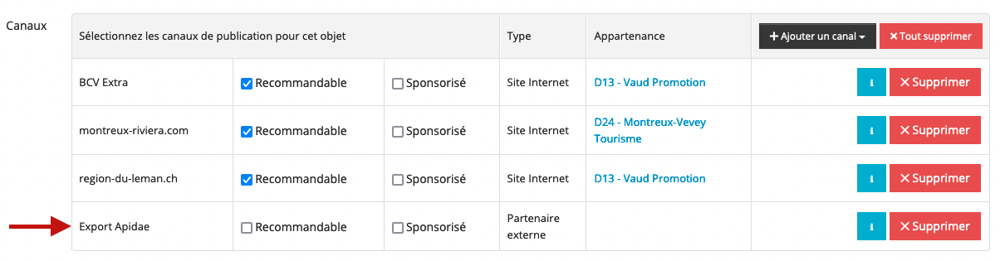 Canaux
Sélectionnez les canaux de publication pour cet objet Type Appartenance Ajouter un canal Tout supprimer
BCV Extra Recommandable Sponsorisé Site Internet D13 - Vaud Promotion i Supprimer
montreux-riviera.com Recommandable Sponsorisé Site Internet D24 - Montreux-Vevey Tourisme i Supprimer
region-du-leman.ch Recommandable Sponsorisé Site Internet D13 - Vaud Promotion i Supprimer
Export Apidae Recommandable Sponsorisé Partenaire externe i Supprimer